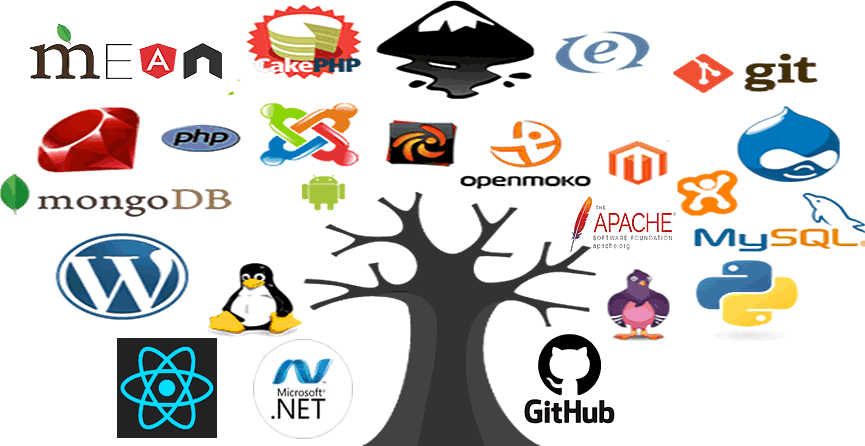 mEAn
CakePHP
e
git
php
openmoko
mongoDB
THE
APACHE®
SOFTWARE FOUNDATION
apache.org
MySQL®
W
Microsoft®
.NET
GitHub